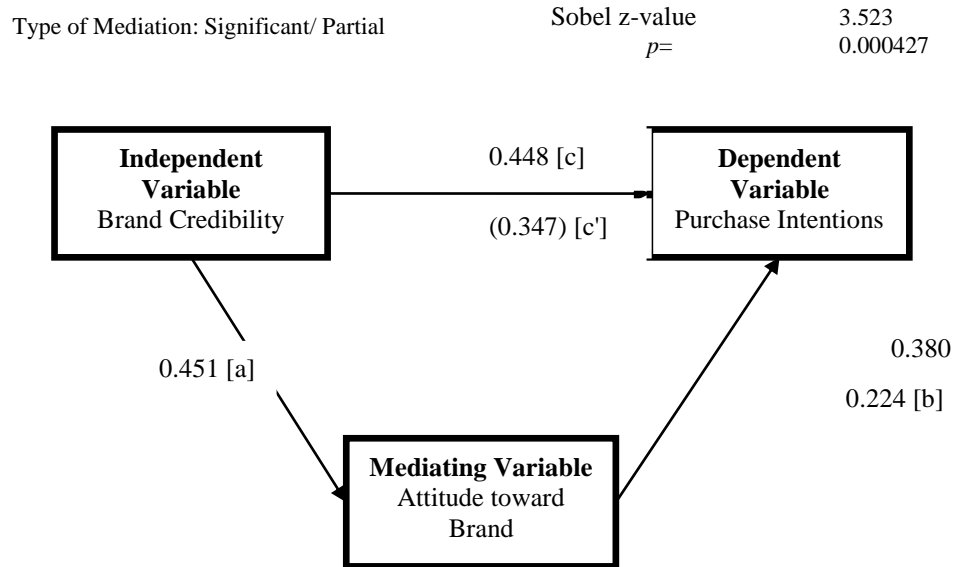 Type of Mediation: Significant/ Partial
Sobel z-value 3.523
p= 0.000427
Independent
Variable
Brand Credibility
0.448 [c]
(0.347) [c']
Dependent
Variable
Purchase Intentions
0.451 [a]
0.380
0.224 [b]
Mediating Variable
Attitude toward
Brand